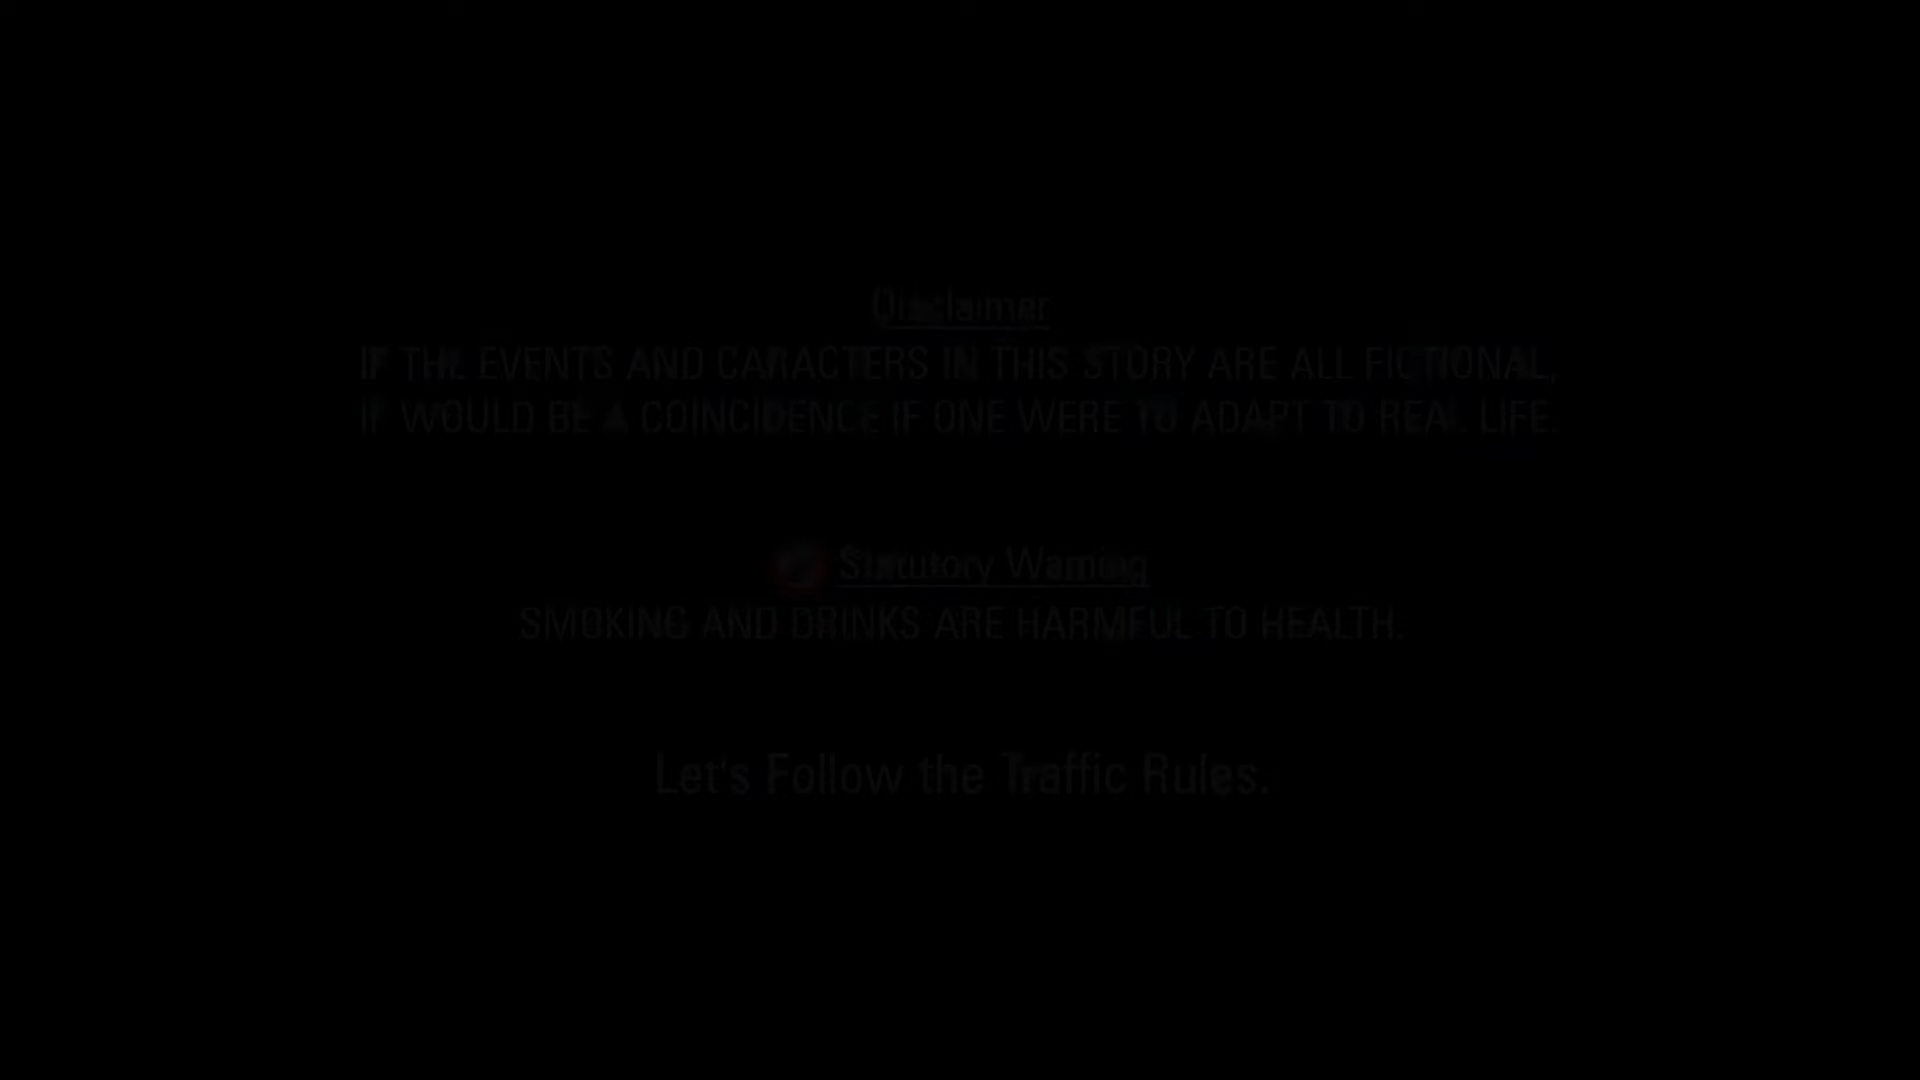 Disclaimer
IF THE EVENTS AND CARACTERS IN THIS STORY ARE ALL FICTIONAL,
IF WOULD BE A COINCIDENCE IF ONE WERE TO ADAPT TO REAL LIFE.
Statutory Warning
SMOKING AND DRINKS ARE HARMFUL TO HEALTH.
Let's Follow the Traffic Rules.